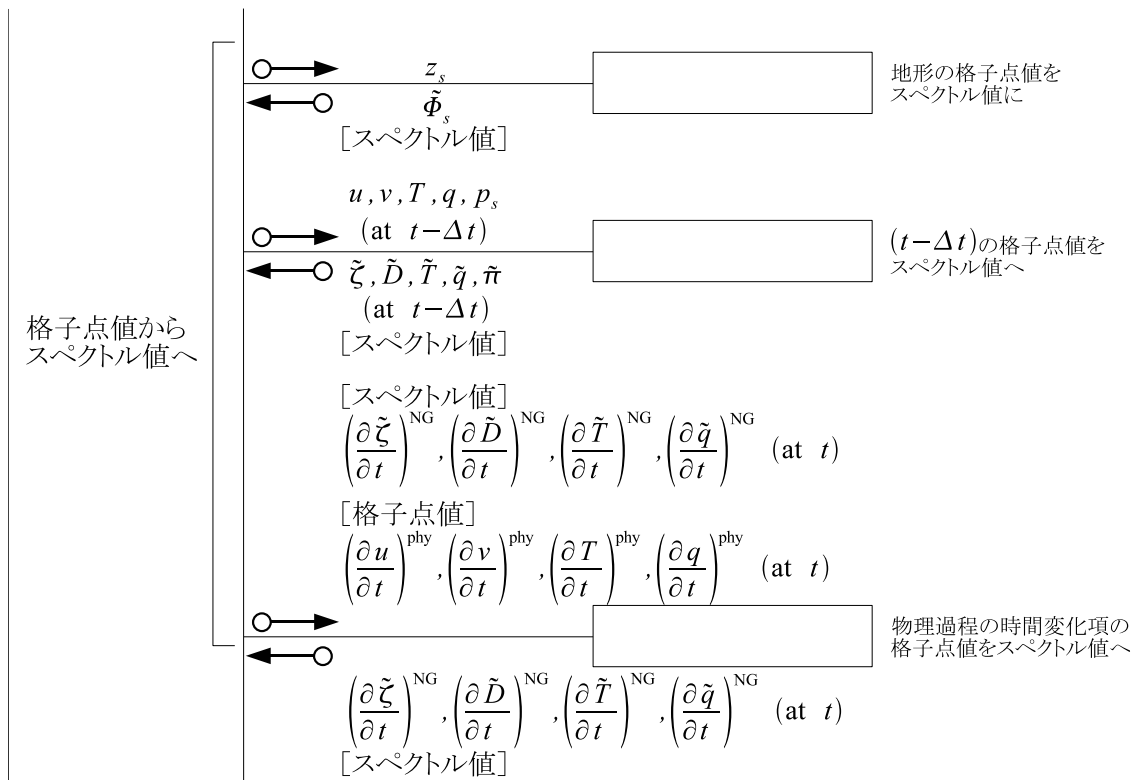 z_s
Φ̃_s
[スペクトル値]
地形の格子点値を
スペクトル値に
u , v , T , q , p_s
(at t−Δt)
ζ̃ , D̃ , T̃ , q̃ , π̃
(at t−Δt)
[スペクトル値]
(t−Δt)の格子点値を
スペクトル値へ
格子点値から
スペクトル値へ
[スペクトル値]
(∂ζ̃/∂t)^NG , (∂D̃/∂t)^NG , (∂T̃/∂t)^NG , (∂q̃/∂t)^NG (at t)
[格子点値]
(∂u/∂t)^phy , (∂v/∂t)^phy , (∂T/∂t)^phy , (∂q/∂t)^phy (at t)
物理過程の時間変化項の
格子点値をスペクトル値へ
(∂ζ̃/∂t)^NG , (∂D̃/∂t)^NG , (∂T̃/∂t)^NG , (∂q̃/∂t)^NG (at t)
[スペクトル値]